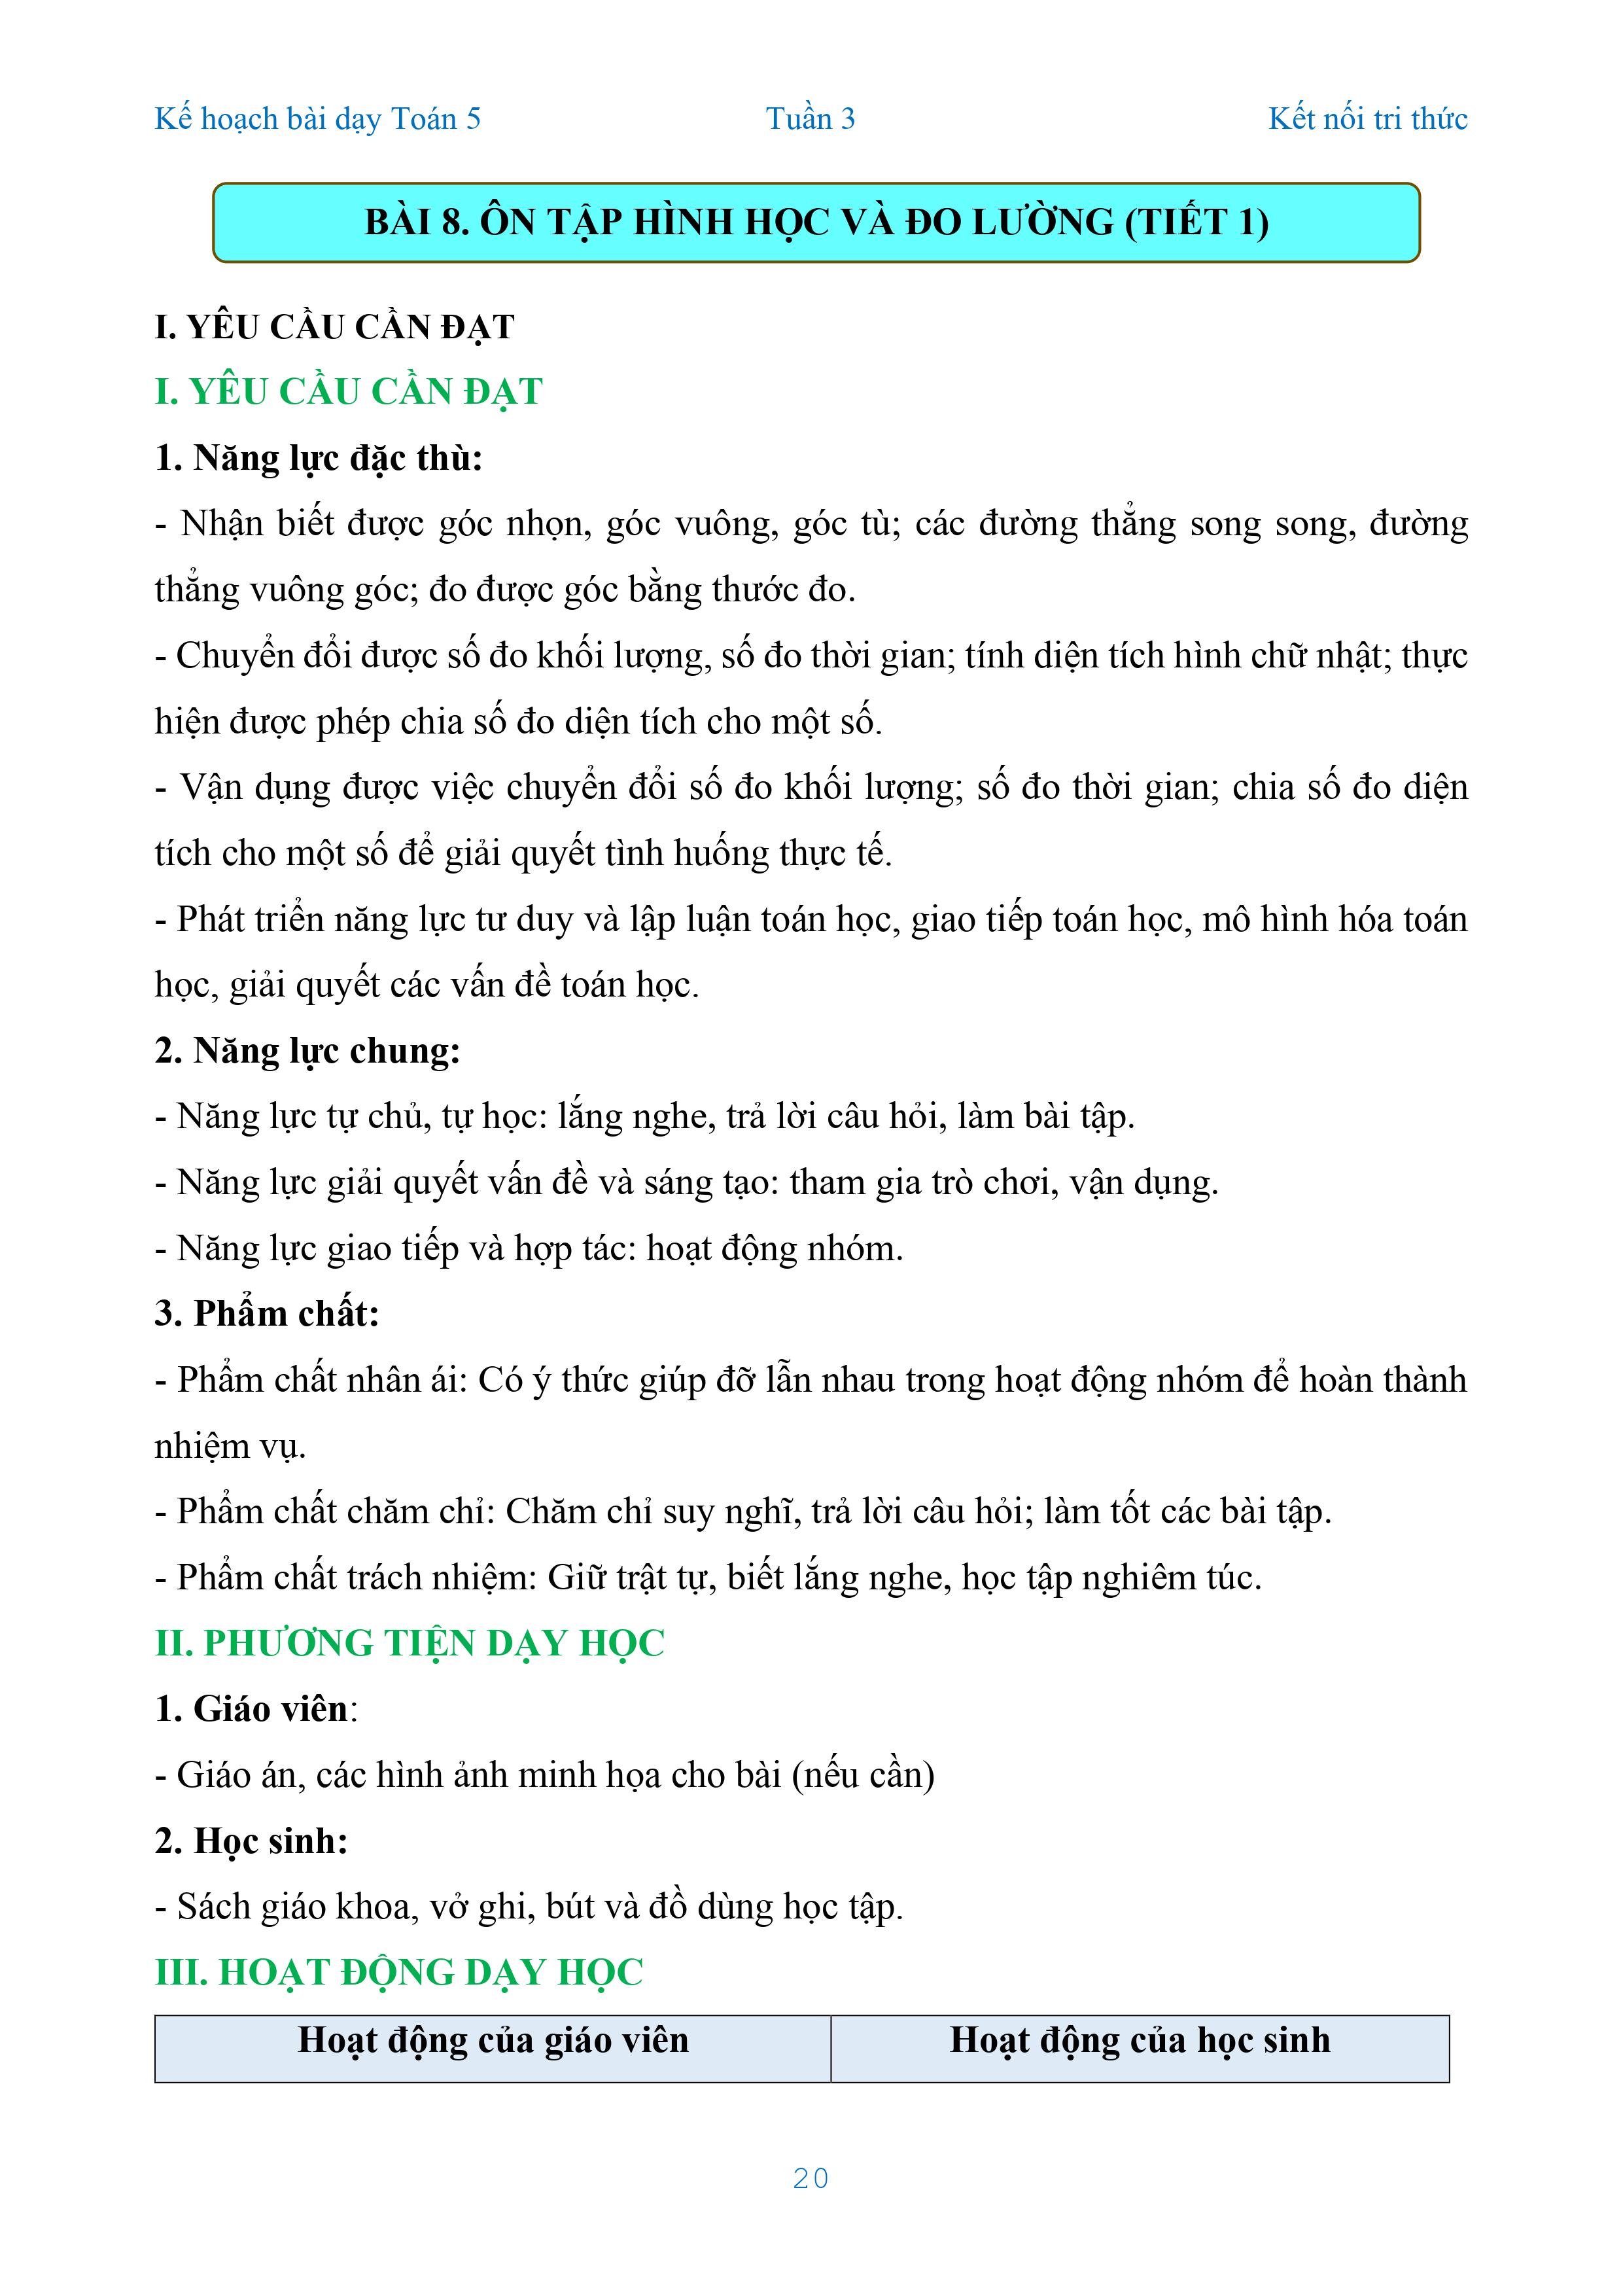 Kế hoạch bài dạy Toán 5 Tuần 3 Kết nối tri thức
BÀI 8. ÔN TẬP HÌNH HỌC VÀ ĐO LƯỜNG (TIẾT 1)
I. YÊU CẦU CẦN ĐẠT
I. YÊU CẦU CẦN ĐẠT
1. Năng lực đặc thù:
- Nhận biết được góc nhọn, góc vuông, góc tù; các đường thẳng song song, đường
thẳng vuông góc; đo được góc bằng thước đo.
- Chuyển đổi được số đo khối lượng, số đo thời gian; tính diện tích hình chữ nhật; thực
hiện được phép chia số đo diện tích cho một số.
- Vận dụng được việc chuyển đổi số đo khối lượng; số đo thời gian; chia số đo diện
tích cho một số để giải quyết tình huống thực tế.
- Phát triển năng lực tư duy và lập luận toán học, giao tiếp toán học, mô hình hóa toán
học, giải quyết các vấn đề toán học.
2. Năng lực chung:
- Năng lực tự chủ, tự học: lắng nghe, trả lời câu hỏi, làm bài tập.
- Năng lực giải quyết vấn đề và sáng tạo: tham gia trò chơi, vận dụng.
- Năng lực giao tiếp và hợp tác: hoạt động nhóm.
3. Phẩm chất:
- Phẩm chất nhân ái: Có ý thức giúp đỡ lẫn nhau trong hoạt động nhóm để hoàn thành
nhiệm vụ.
- Phẩm chất chăm chỉ: Chăm chỉ suy nghĩ, trả lời câu hỏi; làm tốt các bài tập.
- Phẩm chất trách nhiệm: Giữ trật tự, biết lắng nghe, học tập nghiêm túc.
II. PHƯƠNG TIỆN DẠY HỌC
1. Giáo viên:
- Giáo án, các hình ảnh minh họa cho bài (nếu cần)
2. Học sinh:
- Sách giáo khoa, vở ghi, bút và đồ dùng học tập.
III. HOẠT ĐỘNG DẠY HỌC
Hoạt động của giáo viên Hoạt động của học sinh
20